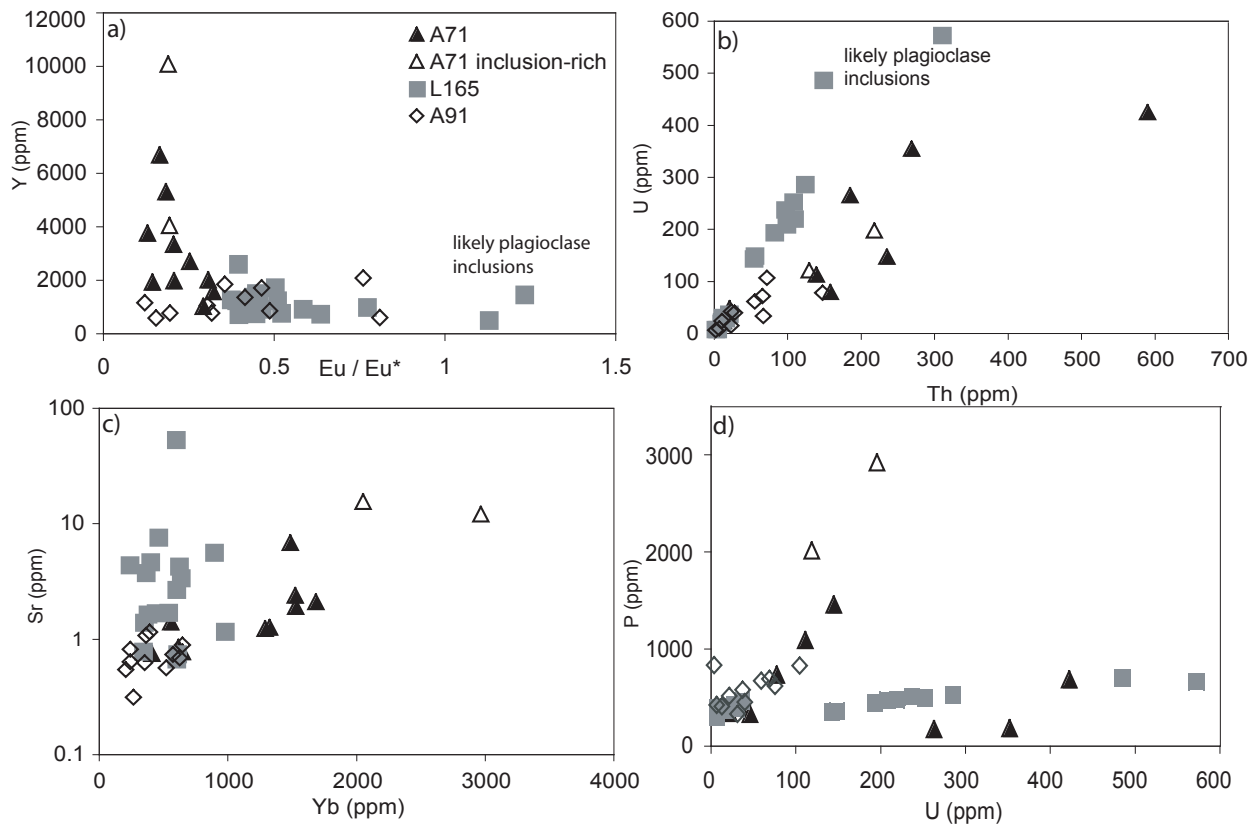 a)
A71
A71 inclusion-rich
L165
A91
12000
10000
8000
6000
4000
2000
0
Y (ppm)
likely plagioclase
inclusions
0 0.5 1 1.5
Eu / Eu*
b)
600
500
400
300
200
100
0
U (ppm)
likely plagioclase
inclusions
0 100 200 300 400 500 600 700
Th (ppm)
c)
100
10
1
0.1
Sr (ppm)
0 1000 2000 3000 4000
Yb (ppm)
d)
3000
2000
1000
0
P (ppm)
0 100 200 300 400 500 600
U (ppm)